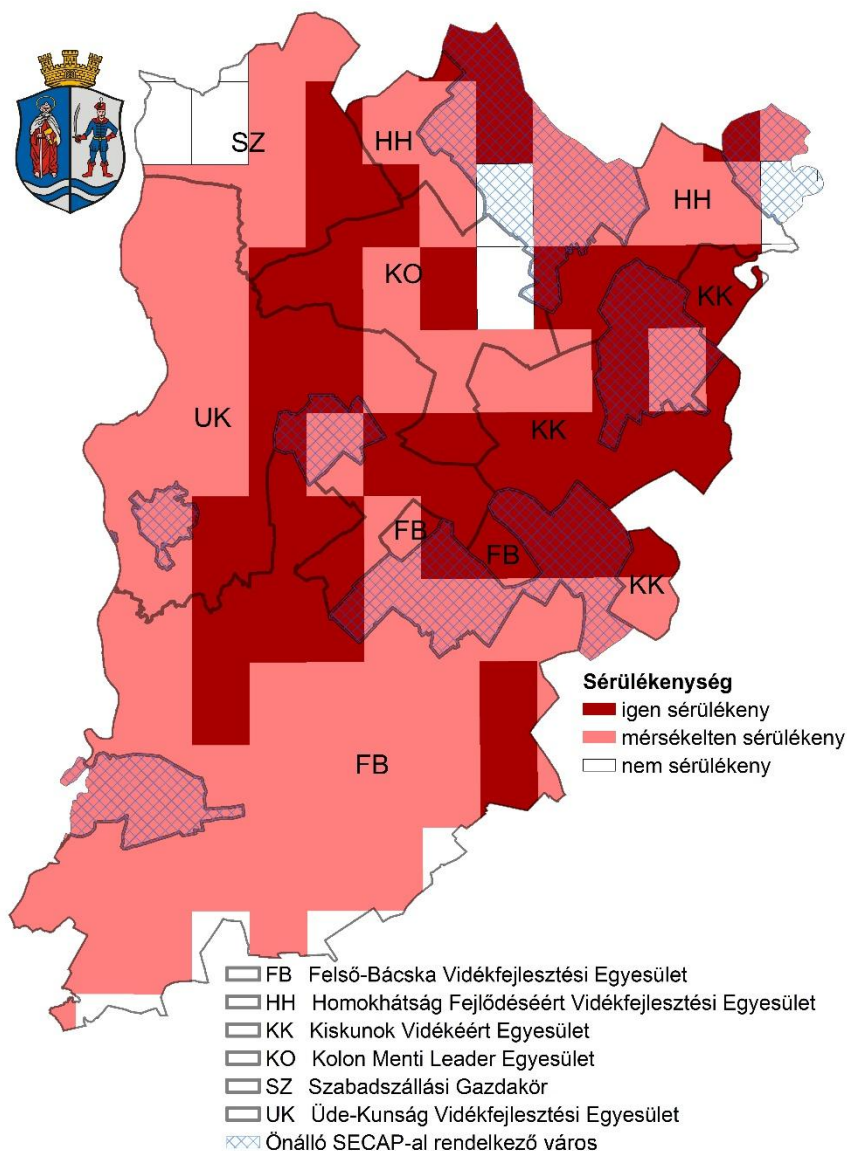 SZ
HH
HH
KO
KK
UK
KK
FB
FB
KK
FB
Sérülékenység
igen sérülékeny
mérsékelten sérülékeny
nem sérülékeny
FB Felső-Bácska Vidékfejlesztési Egyesület
HH Homokhátság Fejlődéséért Vidékfejlesztési Egyesület
KK Kiskunok Vidékéért Egyesület
KO Kolon Menti Leader Egyesület
SZ Szabadszállási Gazdakör
UK Üde-Kunság Vidékfejlesztési Egyesület
Önálló SECAP-al rendelkező város